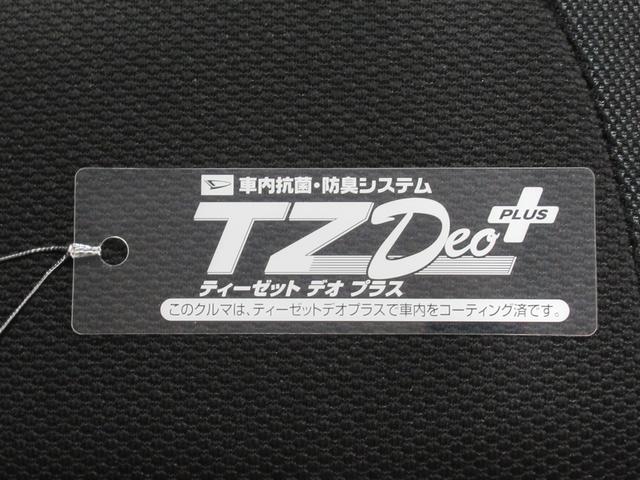 車内抗菌・防臭システム
TZDeo PLUS
ティーゼット デオ プラス
このクルマは、ティーゼットデオプラスで車内をコーティング済です。